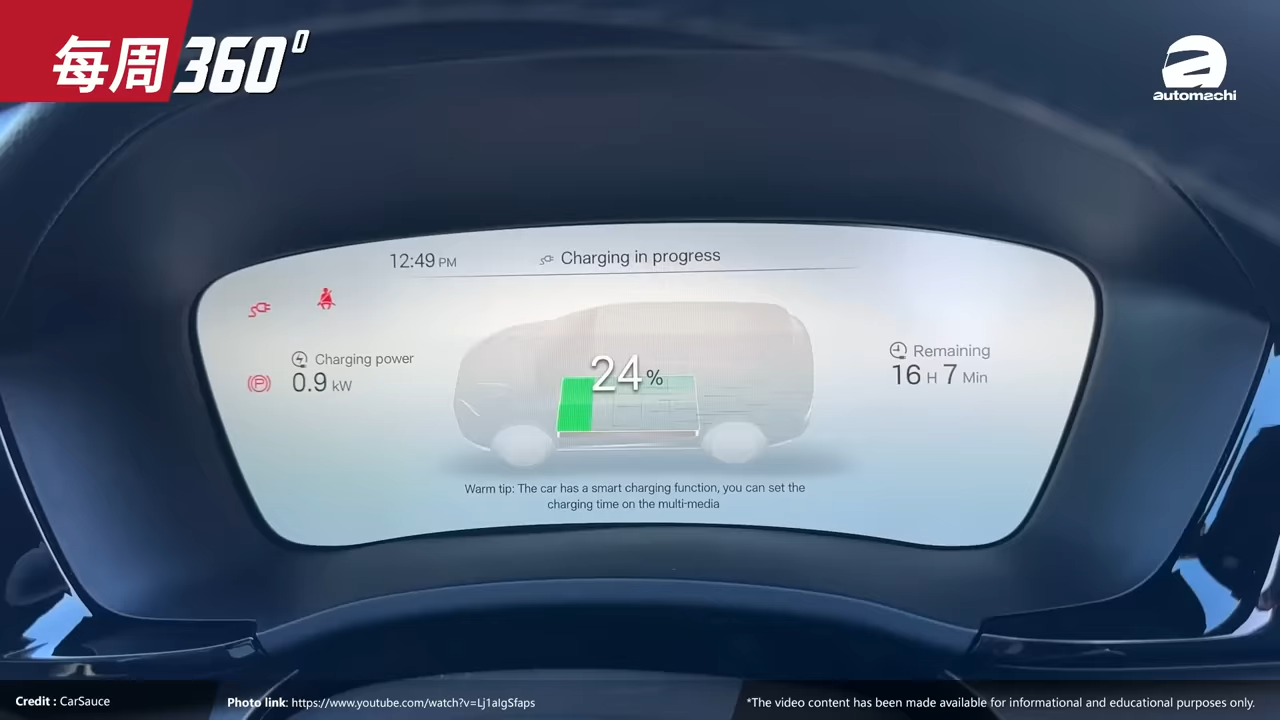 每周360°
automachi
12:49 PM
Charging in progress
Charging power
0.9 kW
24%
Remaining
16 H 7 Min
Warm tip: The car has a smart charging function, you can set the
charging time on the multi-media
Credit : CarSauce
Photo link: https://www.youtube.com/watch?v=Lj1aIgSfaps
*The video content has been made available for informational and educational purposes only.